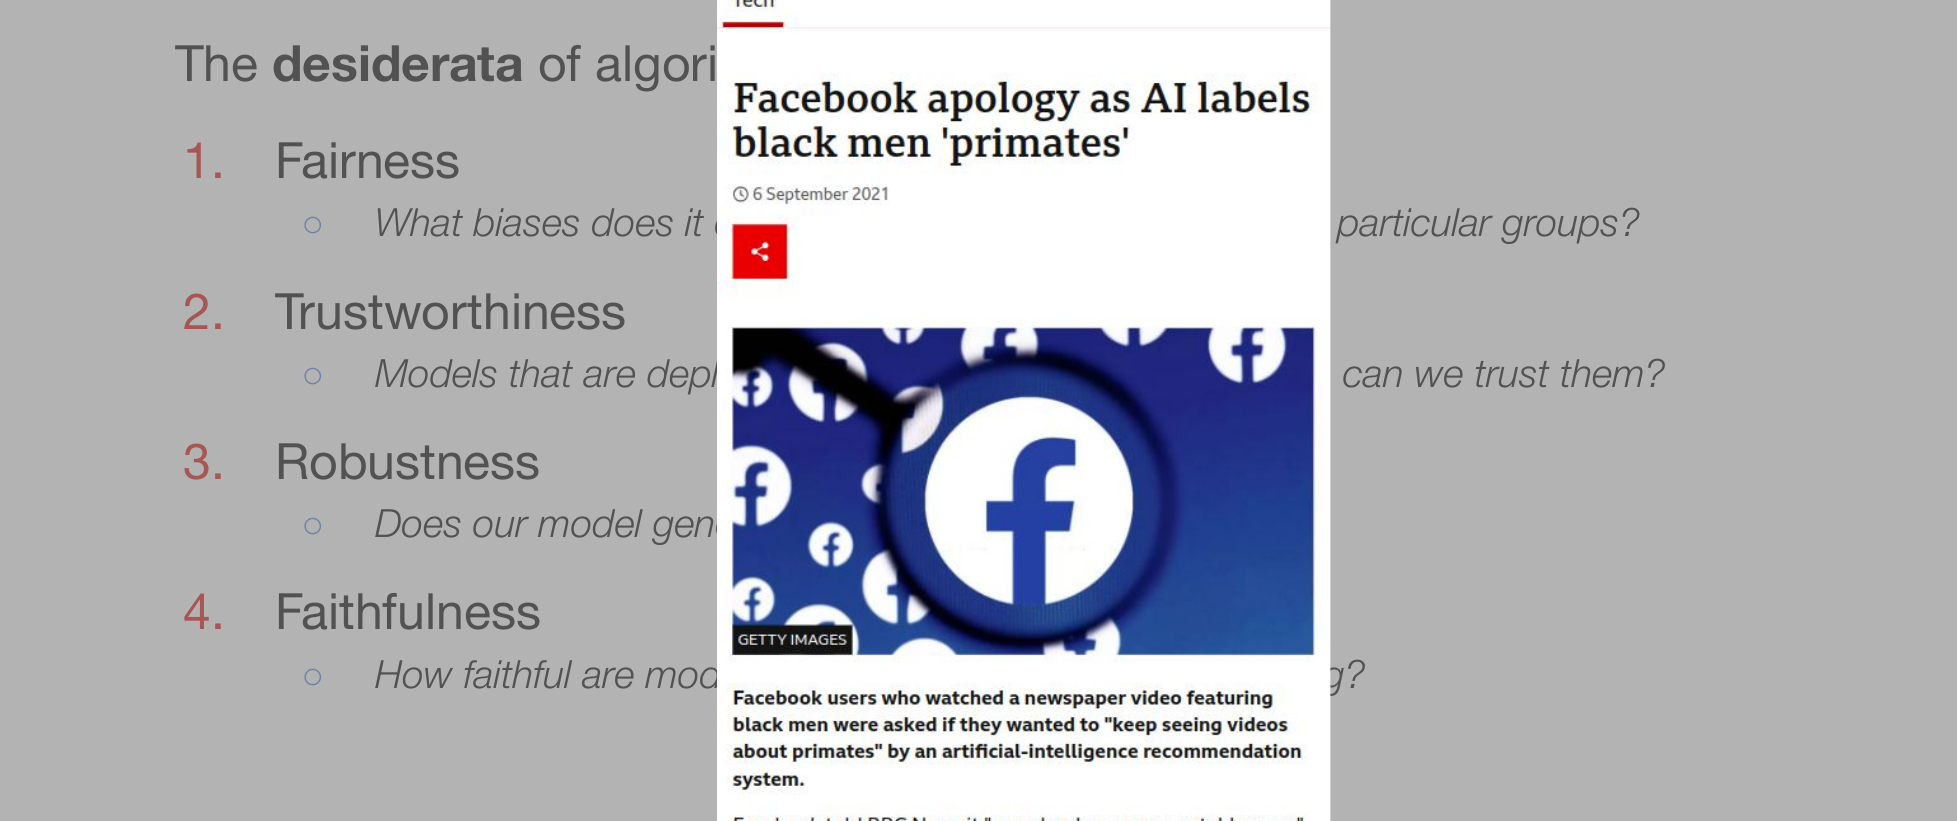 Tech
The desiderata of algori
Facebook apology as AI labels
black men 'primates'
6 September 2021
1. Fairness
○ What biases does it
particular groups?
2. Trustworthiness
○ Models that are depl
can we trust them?
3. Robustness
○ Does our model gen
4. Faithfulness
○ How faithful are mod
g?
GETTY IMAGES
Facebook users who watched a newspaper video featuring
black men were asked if they wanted to "keep seeing videos
about primates" by an artificial-intelligence recommendation
system.